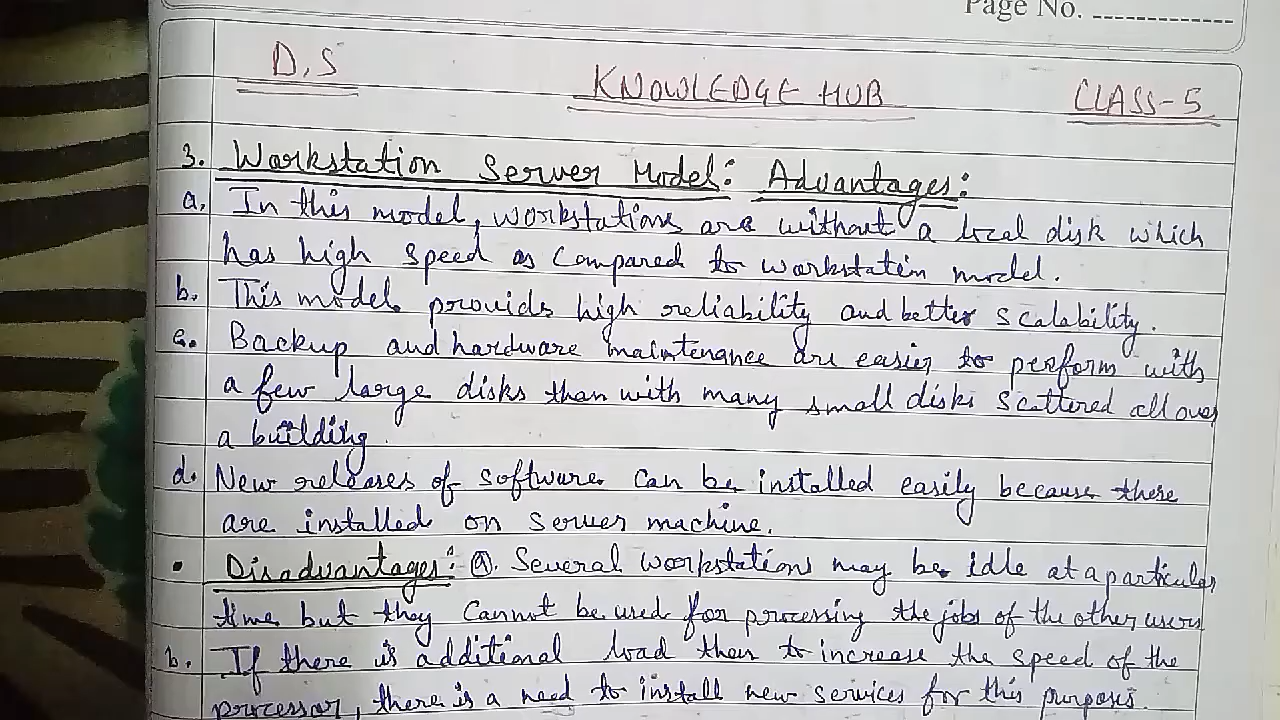 Page No. -------------
D.S KNOWLEDGE HUB CLASS-5
3. Workstation Server Model: Advantages:
a. In this model, workstations are without a local disk which
has high speed as compared to workstation model.
b. This model provids high reliability and better scalability.
c. Backup and hardware maintenance are easier to perform with
a few large disks than with many small disks scattered all over
a building.
d. New releases of software can be installed easily because there
are installed on server machine.
• Disadvantages: ⓐ. Several workstations may be idle at a particular
time but they cannot be used for processing the jobs of the other users
b. If there is additional load then to increase the speed of the
processor, there is a need to install new services for this purposes.